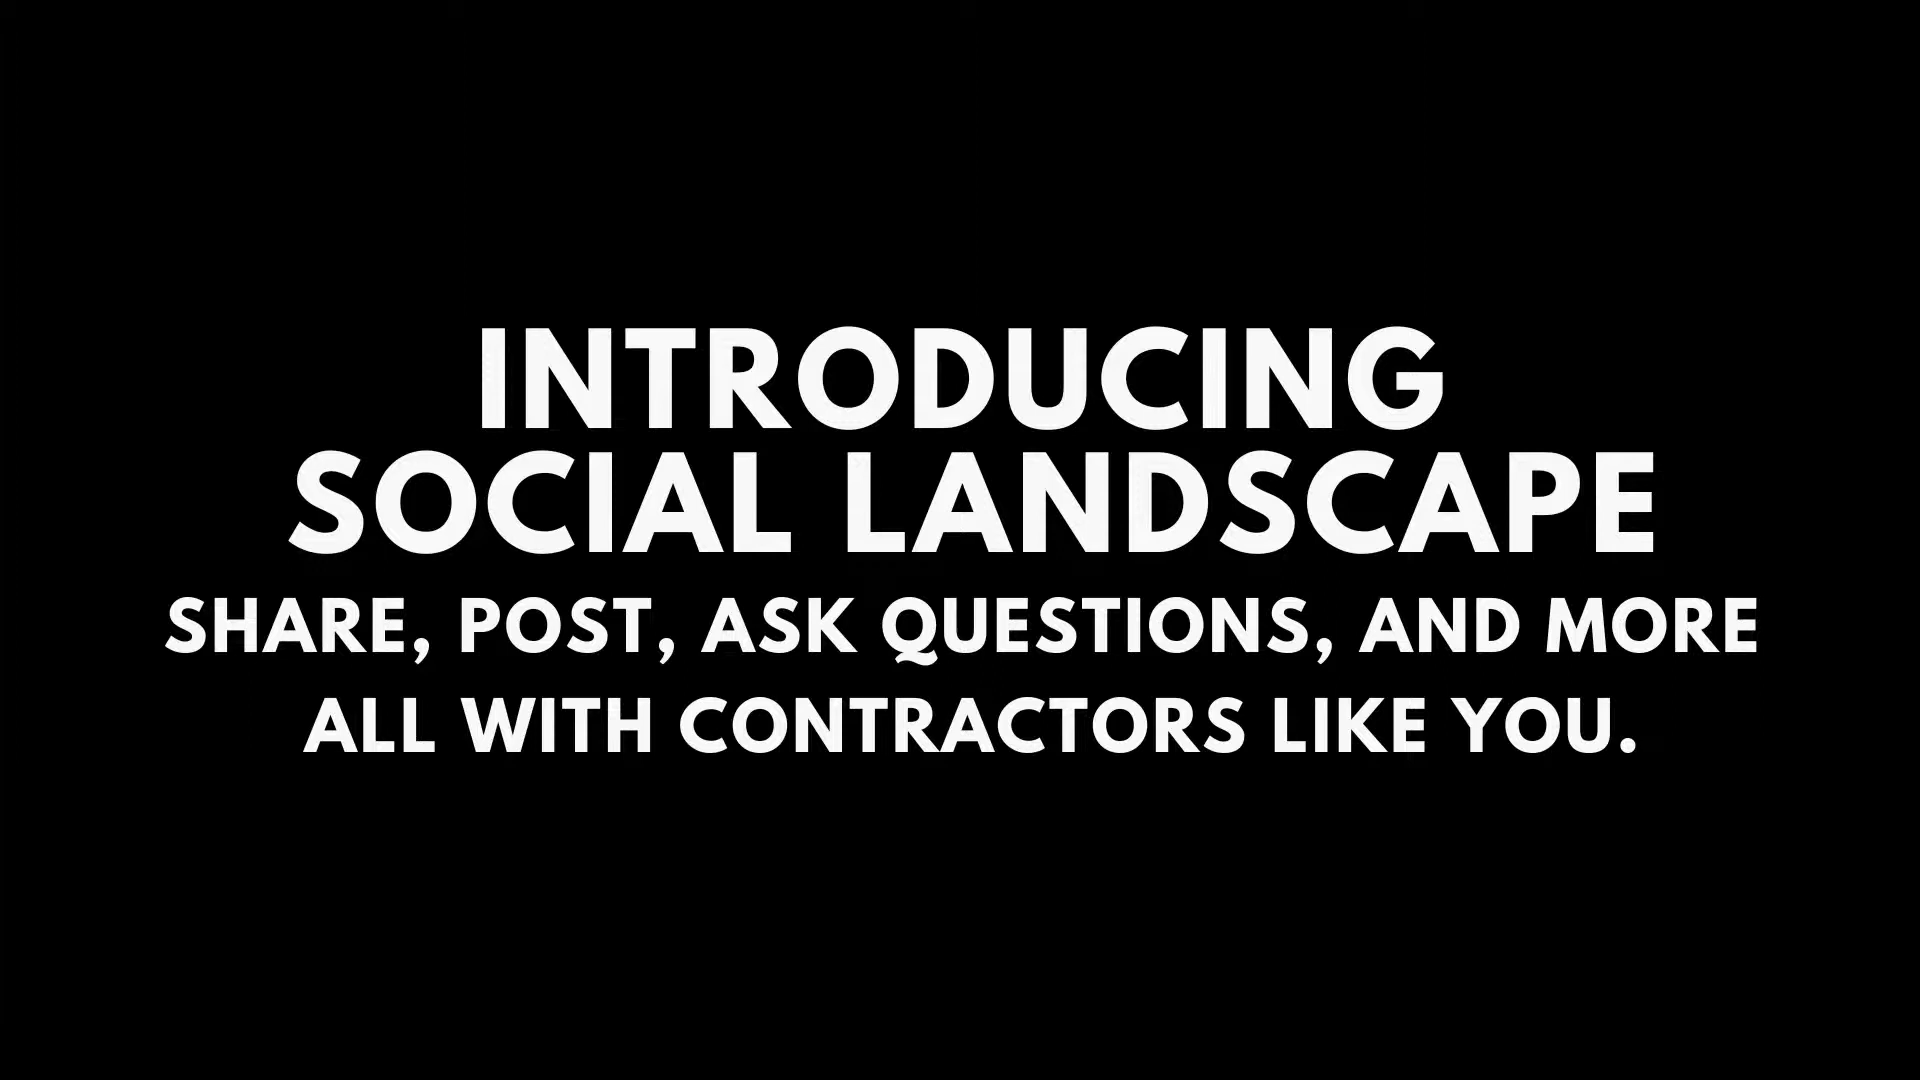 INTRODUCING
SOCIAL LANDSCAPE
SHARE, POST, ASK QUESTIONS, AND MORE
ALL WITH CONTRACTORS LIKE YOU.